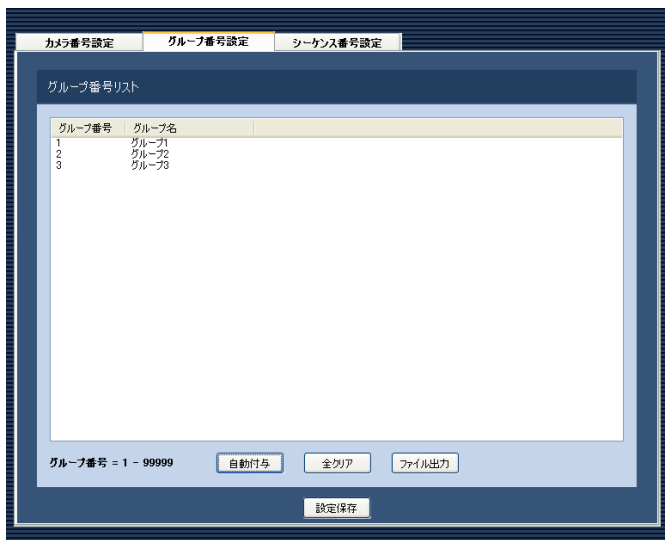 カメラ番号設定 グループ番号設定 シーケンス番号設定
グループ番号リスト
グループ番号 グループ名
1 グループ1
2 グループ2
3 グループ3
グループ番号 = 1 - 99999 自動付与 全クリア ファイル出力
設定保存